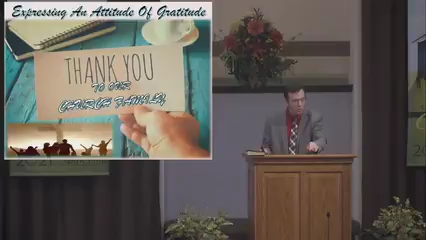 Expressing An Attitude Of Gratitude
THANK YOU
TO OUR
CHURCH FAMILY